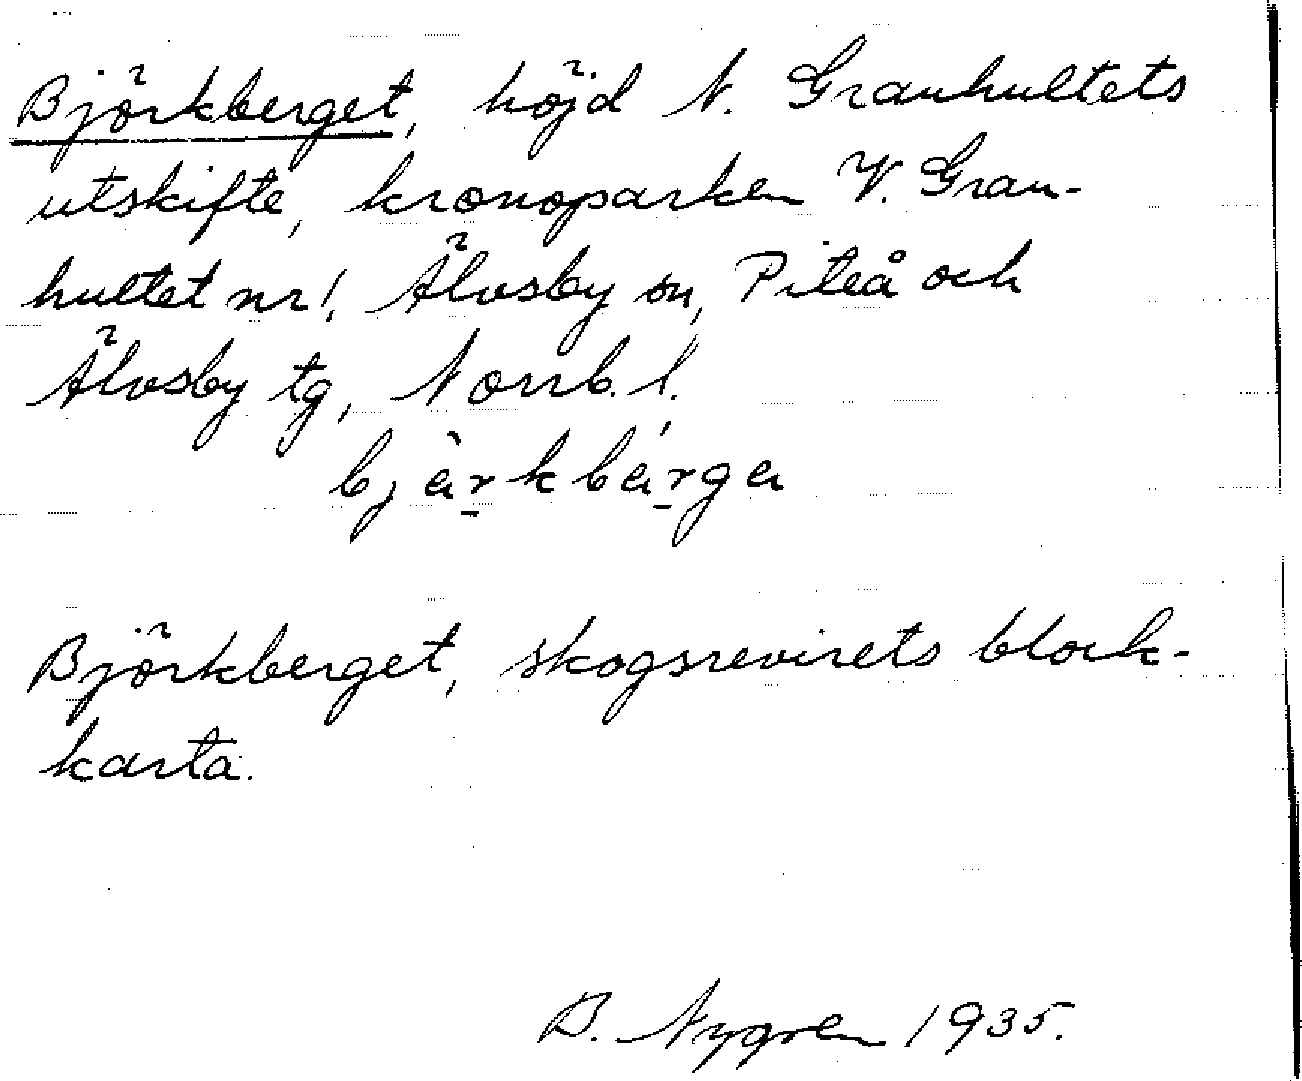 Björkberget, höjd N. Granhultets
utskifte, kronoparken V. Gran-
hultet nr 1, Älvsby sn, Piteå och
Älvsby tg, Norrb. l.
bjàrkbárga
Björkberget, skogsrevirets block-
karta.
B. Nygren 1935.